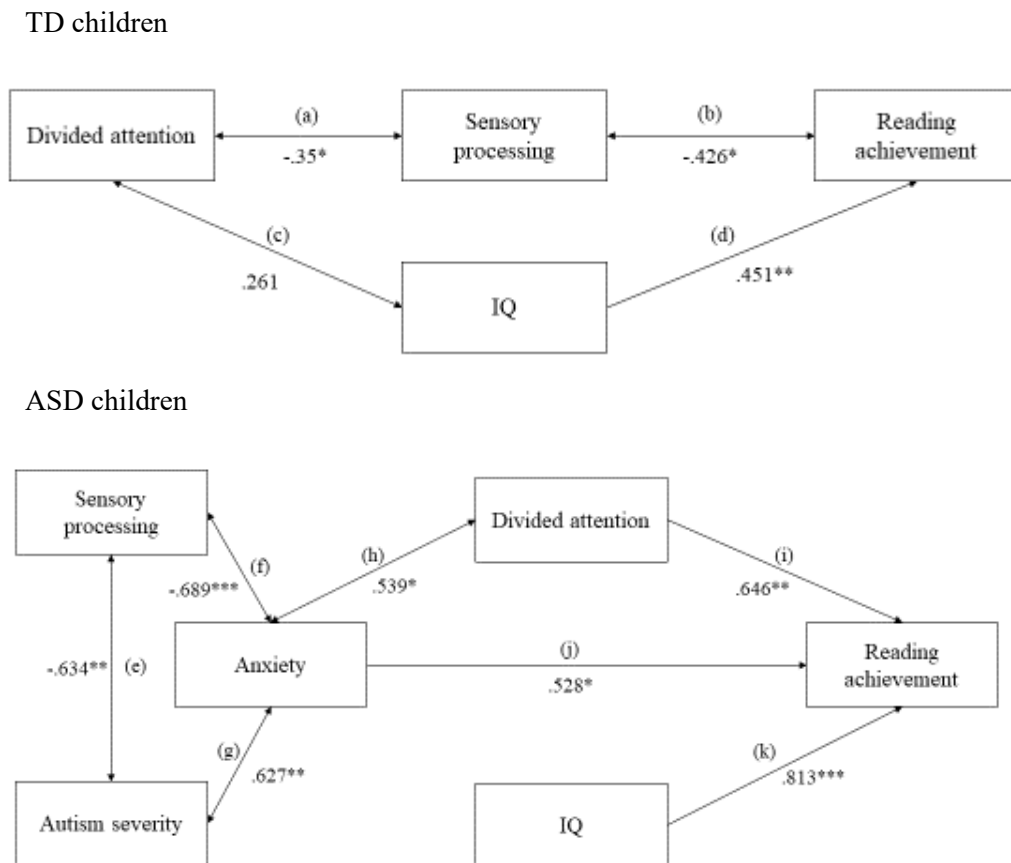 TD children
(a)
(b)
Divided attention
Sensory
processing
Reading
achievement
-.35*
-.426*
(c)
(d)
.261
.451**
IQ
ASD children
Sensory
processing
Divided attention
(f)
(h)
(i)
-.689***
.539*
.646**
-.634**
(e)
Anxiety
(j)
.528*
Reading
achievement
(g)
.627**
(k)
.813***
Autism severity
IQ